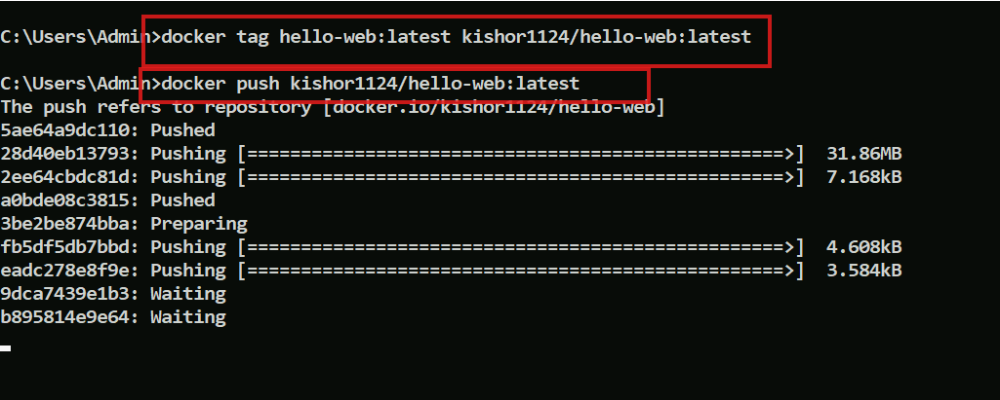 C:\Users\Admin>docker tag hello-web:latest kishor1124/hello-web:latest
C:\Users\Admin>docker push kishor1124/hello-web:latest
The push refers to repository [docker.io/kishor1124/hello-web]
5ae64a9dc110: Pushed
28d40eb13793: Pushing [==================================================>]  31.86MB
2ee64cbdc81d: Pushing [==================================================>]  7.168kB
a0bde08c3815: Pushed
3be2be874bba: Preparing
fb5df5db7bbd: Pushing [==================================================>]  4.608kB
eadc278e8f9e: Pushing [==================================================>]  3.584kB
9dca7439e1b3: Waiting
b895814e9e64: Waiting